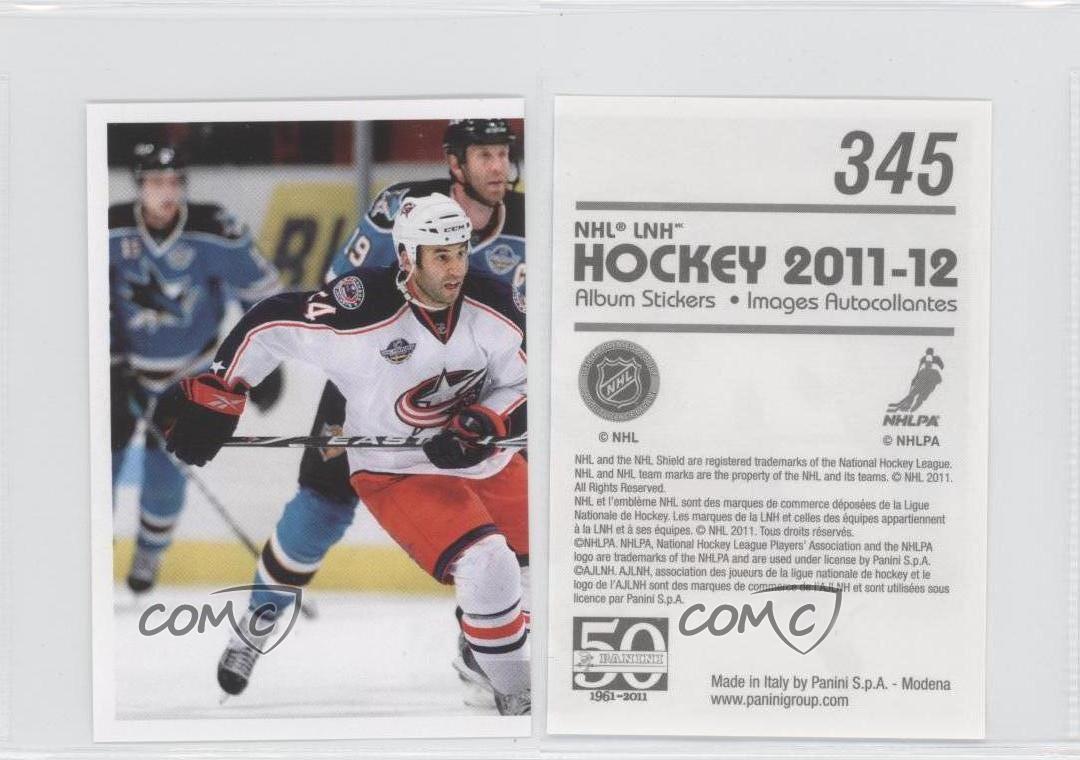 BL
9
4
CCM
EAST
COMC
345
NHL® LNH MC
HOCKEY 2011-12
Album Stickers • Images Autocollantes
NHL
NHLPA
© NHL
© NHLPA
NHL and the NHL Shield are registered trademarks of the National Hockey League.
NHL and NHL team marks are the property of the NHL and its teams. © NHL 2011.
All Rights Reserved.
NHL et l'emblème NHL sont des marques de commerce déposées de la Ligue
Nationale de Hockey. Les marques de la LNH et celles des équipes appartiennent
à la LNH et à ses équipes. © NHL 2011. Tous droits réservés.
©NHLPA. NHLPA, National Hockey League Players' Association and the NHLPA
logo are trademarks of the NHLPA and are used under license by Panini S.p.A.
©AJLNH. AJLNH, association des joueurs de la ligue nationale de hockey et le
logo de l'AJLNH sont des marques de commerce de l'AJLNH et sont utilisées sous
licence par Panini S.p.A.
COMC
50
PANINI
1961-2011
Made in Italy by Panini S.p.A. - Modena
www.paninigroup.com